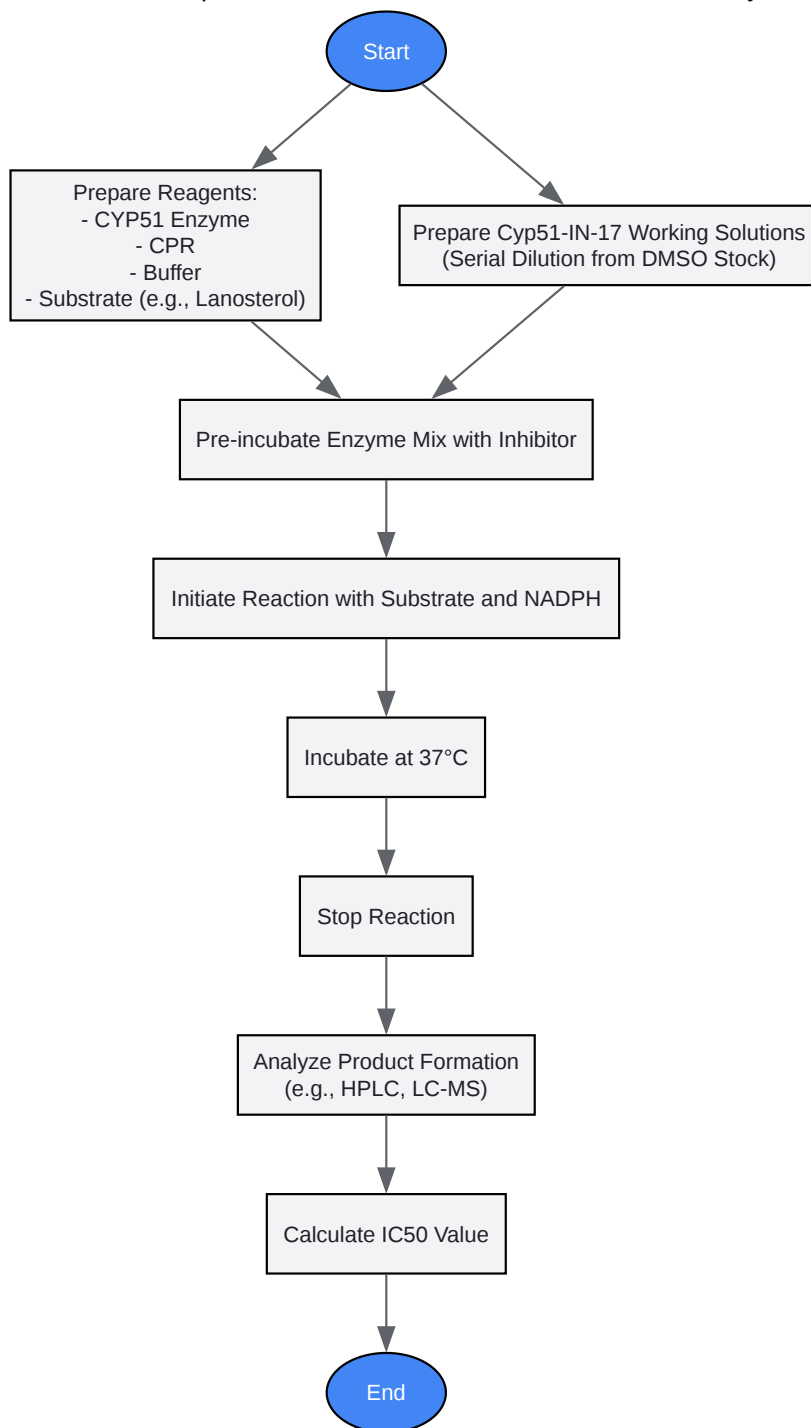 Start
Prepare Reagents:
- CYP51 Enzyme
- CPR
- Buffer
- Substrate (e.g., Lanosterol)
Prepare Cyp51-IN-17 Working Solutions
(Serial Dilution from DMSO Stock)
Pre-incubate Enzyme Mix with Inhibitor
Initiate Reaction with Substrate and NADPH
Incubate at 37°C
Stop Reaction
Analyze Product Formation
(e.g., HPLC, LC-MS)
Calculate IC50 Value
End